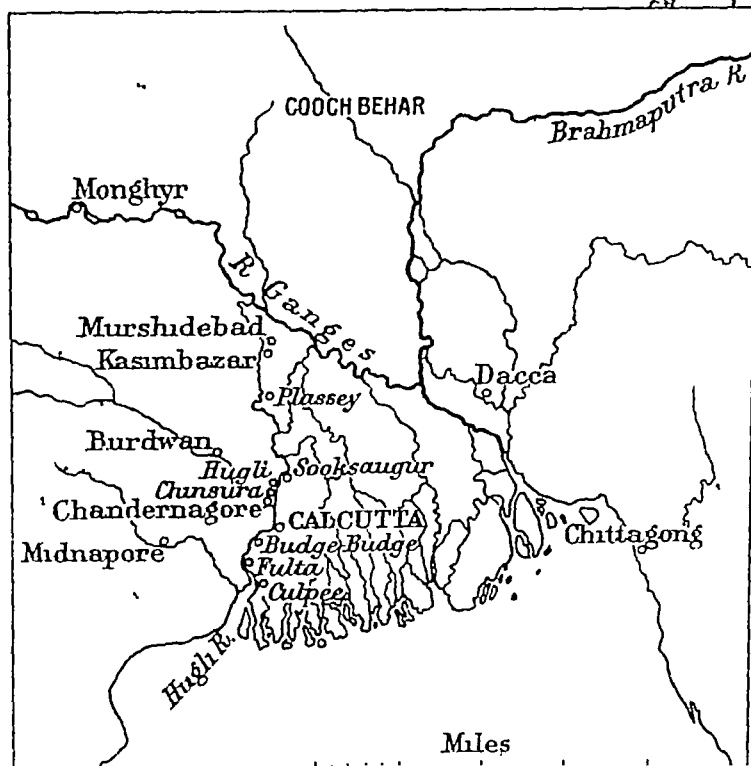 COOCH BEHAR
Brahmaputra R
Monghyr
R Ganges
Murshidebad
Kasimbazar
Dacca
Plassey
Burdwan
Hugli
Sooksaugur
Chinsura
Chandernagore
CALCUTTA
Chittagong
Midnapore
Budge-Budge
Fulta
Culpee
Hugli R.
Miles